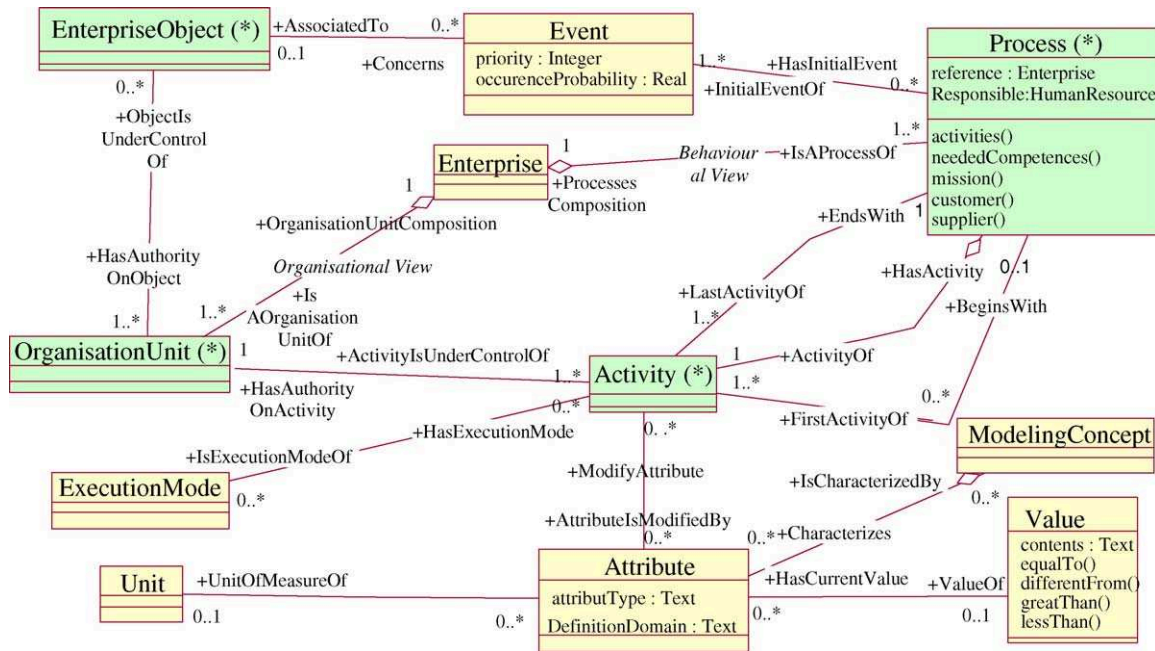 EnterpriseObject (*)
+AssociatedTo
0..1
0..*
+Concerns
Event
priority : Integer
occurenceProbability : Real
1..*
+HasInitialEvent
+InitialEventOf
0..*
Process (*)
reference : Enterprise
Responsible:HumanResource
activities()
neededCompetences()
mission()
customer()
supplier()
0..*
+ObjectIs
UnderControl
Of
+HasAuthority
OnObject
1..*
Enterprise
1
+Processes
Composition
Behaviour
al View
+IsAProcessOf
1..*
1
+OrganisationUnitComposition
Organisational View
+Is
AOrganisation
UnitOf
1..*
+EndsWith
1
+LastActivityOf
1..*
+HasActivity
0..1
+BeginsWith
OrganisationUnit (*)
1
+ActivityIsUnderControlOf
+HasAuthority
OnActivity
1..*
Activity (*)
1
+ActivityOf
1..*
+FirstActivityOf
0..*
0..*
+HasExecutionMode
+IsExecutionModeOf
0..*
ExecutionMode
0. .*
+ModifyAttribute
+AttributeIsModifiedBy
0..*
ModelingConcept
+IsCharacterizedBy
0..*
0..*
+Characterizes
Value
contents : Text
equalTo()
differentFrom()
greatThan()
lessThan()
Unit
+UnitOfMeasureOf
0..1
0..*
Attribute
attributType : Text
DefinitionDomain : Text
+HasCurrentValue
0..*
+ValueOf
0..1